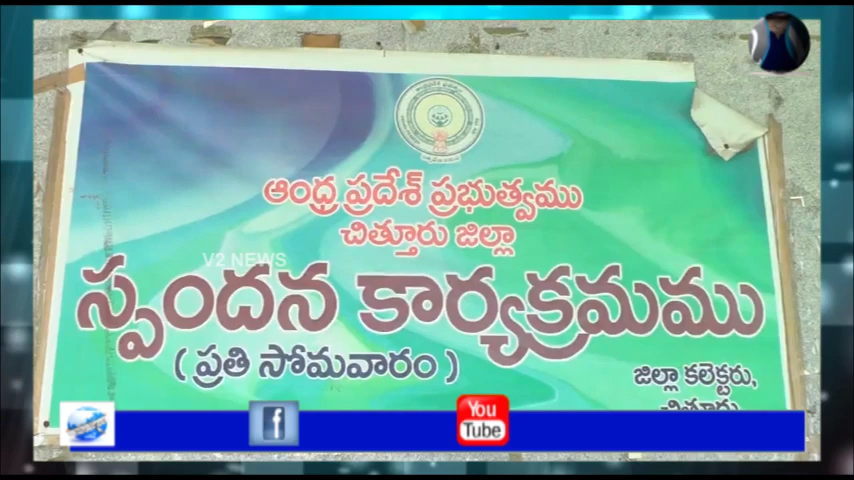 ఆంధ్ర ప్రదేశ్ ప్రభుత్వము
చిత్తూరు జిల్లా
V2 NEWS
స్పందన కార్యక్రమము
( ప్రతి సోమవారం )
జిల్లా కలెక్టరు,
చిత్తూరు
f
You
Tube